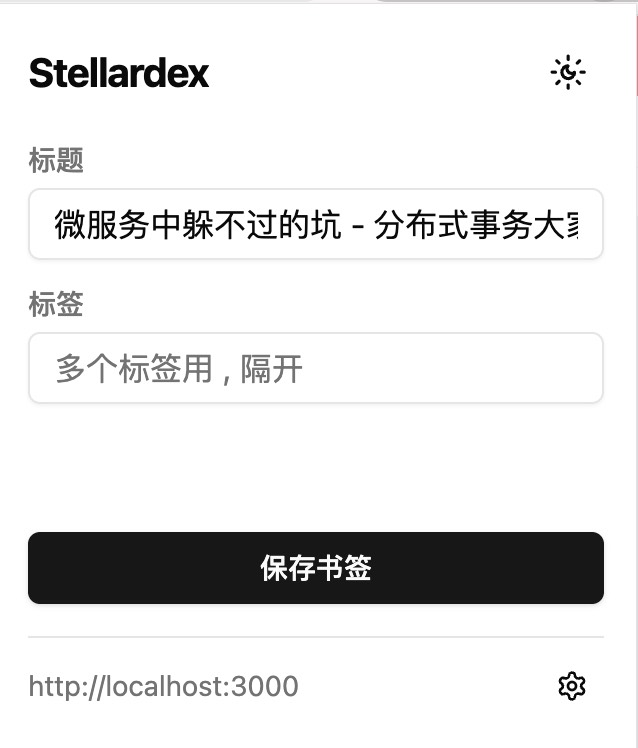 Stellardex
标题
微服务中躲不过的坑 - 分布式事务大
标签
多个标签用 , 隔开
保存书签
http://localhost:3000